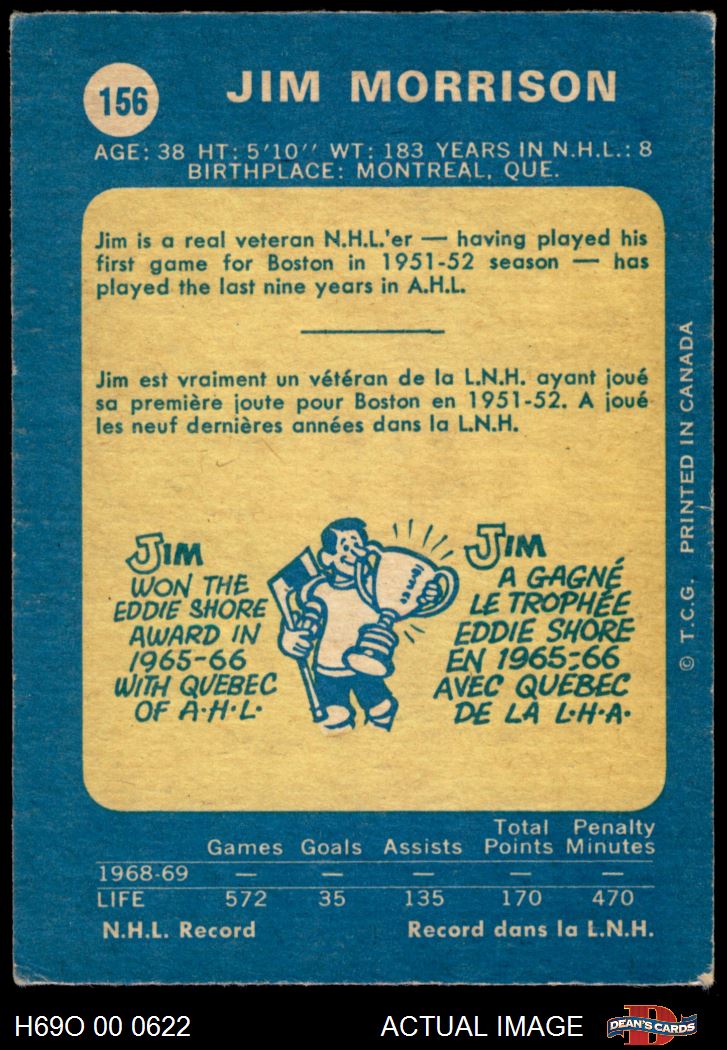 156
JIM MORRISON
AGE: 38 HT: 5'10'' WT: 183 YEARS IN N.H.L.: 8
BIRTHPLACE: MONTREAL, QUE.
Jim is a real veteran N.H.L.'er — having played his
first game for Boston in 1951-52 season — has
played the last nine years in A.H.L.
Jim est vraiment un vétéran de la L.N.H. ayant joué
sa première joute pour Boston en 1951-52. A joué
les neuf dernières années dans la L.N.H.
JIM
WON THE
EDDIE SHORE
AWARD IN
1965-66
WITH QUEBEC
OF A·H·L·
JIM
A GAGNÉ
LE TROPHÉE
EDDIE SHORE
EN 1965-66
AVEC QUÉBEC
DE LA L·H·A·
© T.C.G. PRINTED IN CANADA
Games Goals Assists Total Points Penalty Minutes
1968-69 — — — — —
LIFE 572 35 135 170 470
N.H.L. Record Record dans la L.N.H.
H69O 00 0622 ACTUAL IMAGE DEAN'S CARDS